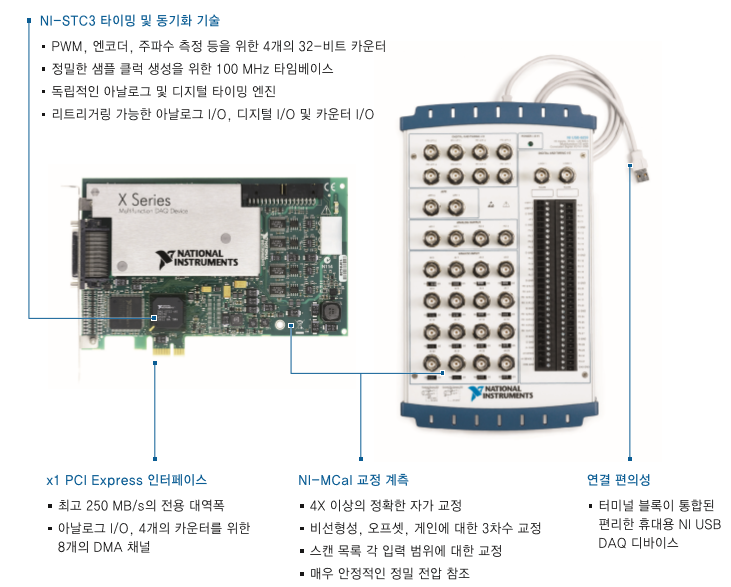 NI-STC3 타이밍 및 동기화 기술
▪ PWM, 엔코더, 주파수 측정 등을 위한 4개의 32-비트 카운터
▪ 정밀한 샘플 클럭 생성을 위한 100 MHz 타임베이스
▪ 독립적인 아날로그 및 디지털 타이밍 엔진
▪ 리트리거링 가능한 아날로그 I/O, 디지털 I/O 및 카운터 I/O
X Series
Multifunction DAQ Device
NATIONAL
INSTRUMENTS
NATIONAL
INSTRUMENTS
x1 PCI Express 인터페이스
▪ 최고 250 MB/s의 전용 대역폭
▪ 아날로그 I/O, 4개의 카운터를 위한
8개의 DMA 채널
NI-MCal 교정 계측
▪ 4X 이상의 정확한 자가 교정
▪ 비선형성, 오프셋, 게인에 대한 3차수 교정
▪ 스캔 목록 각 입력 범위에 대한 교정
▪ 매우 안정적인 정밀 전압 참조
연결 편의성
▪ 터미널 블록이 통합된
편리한 휴대용 NI USB
DAQ 디바이스